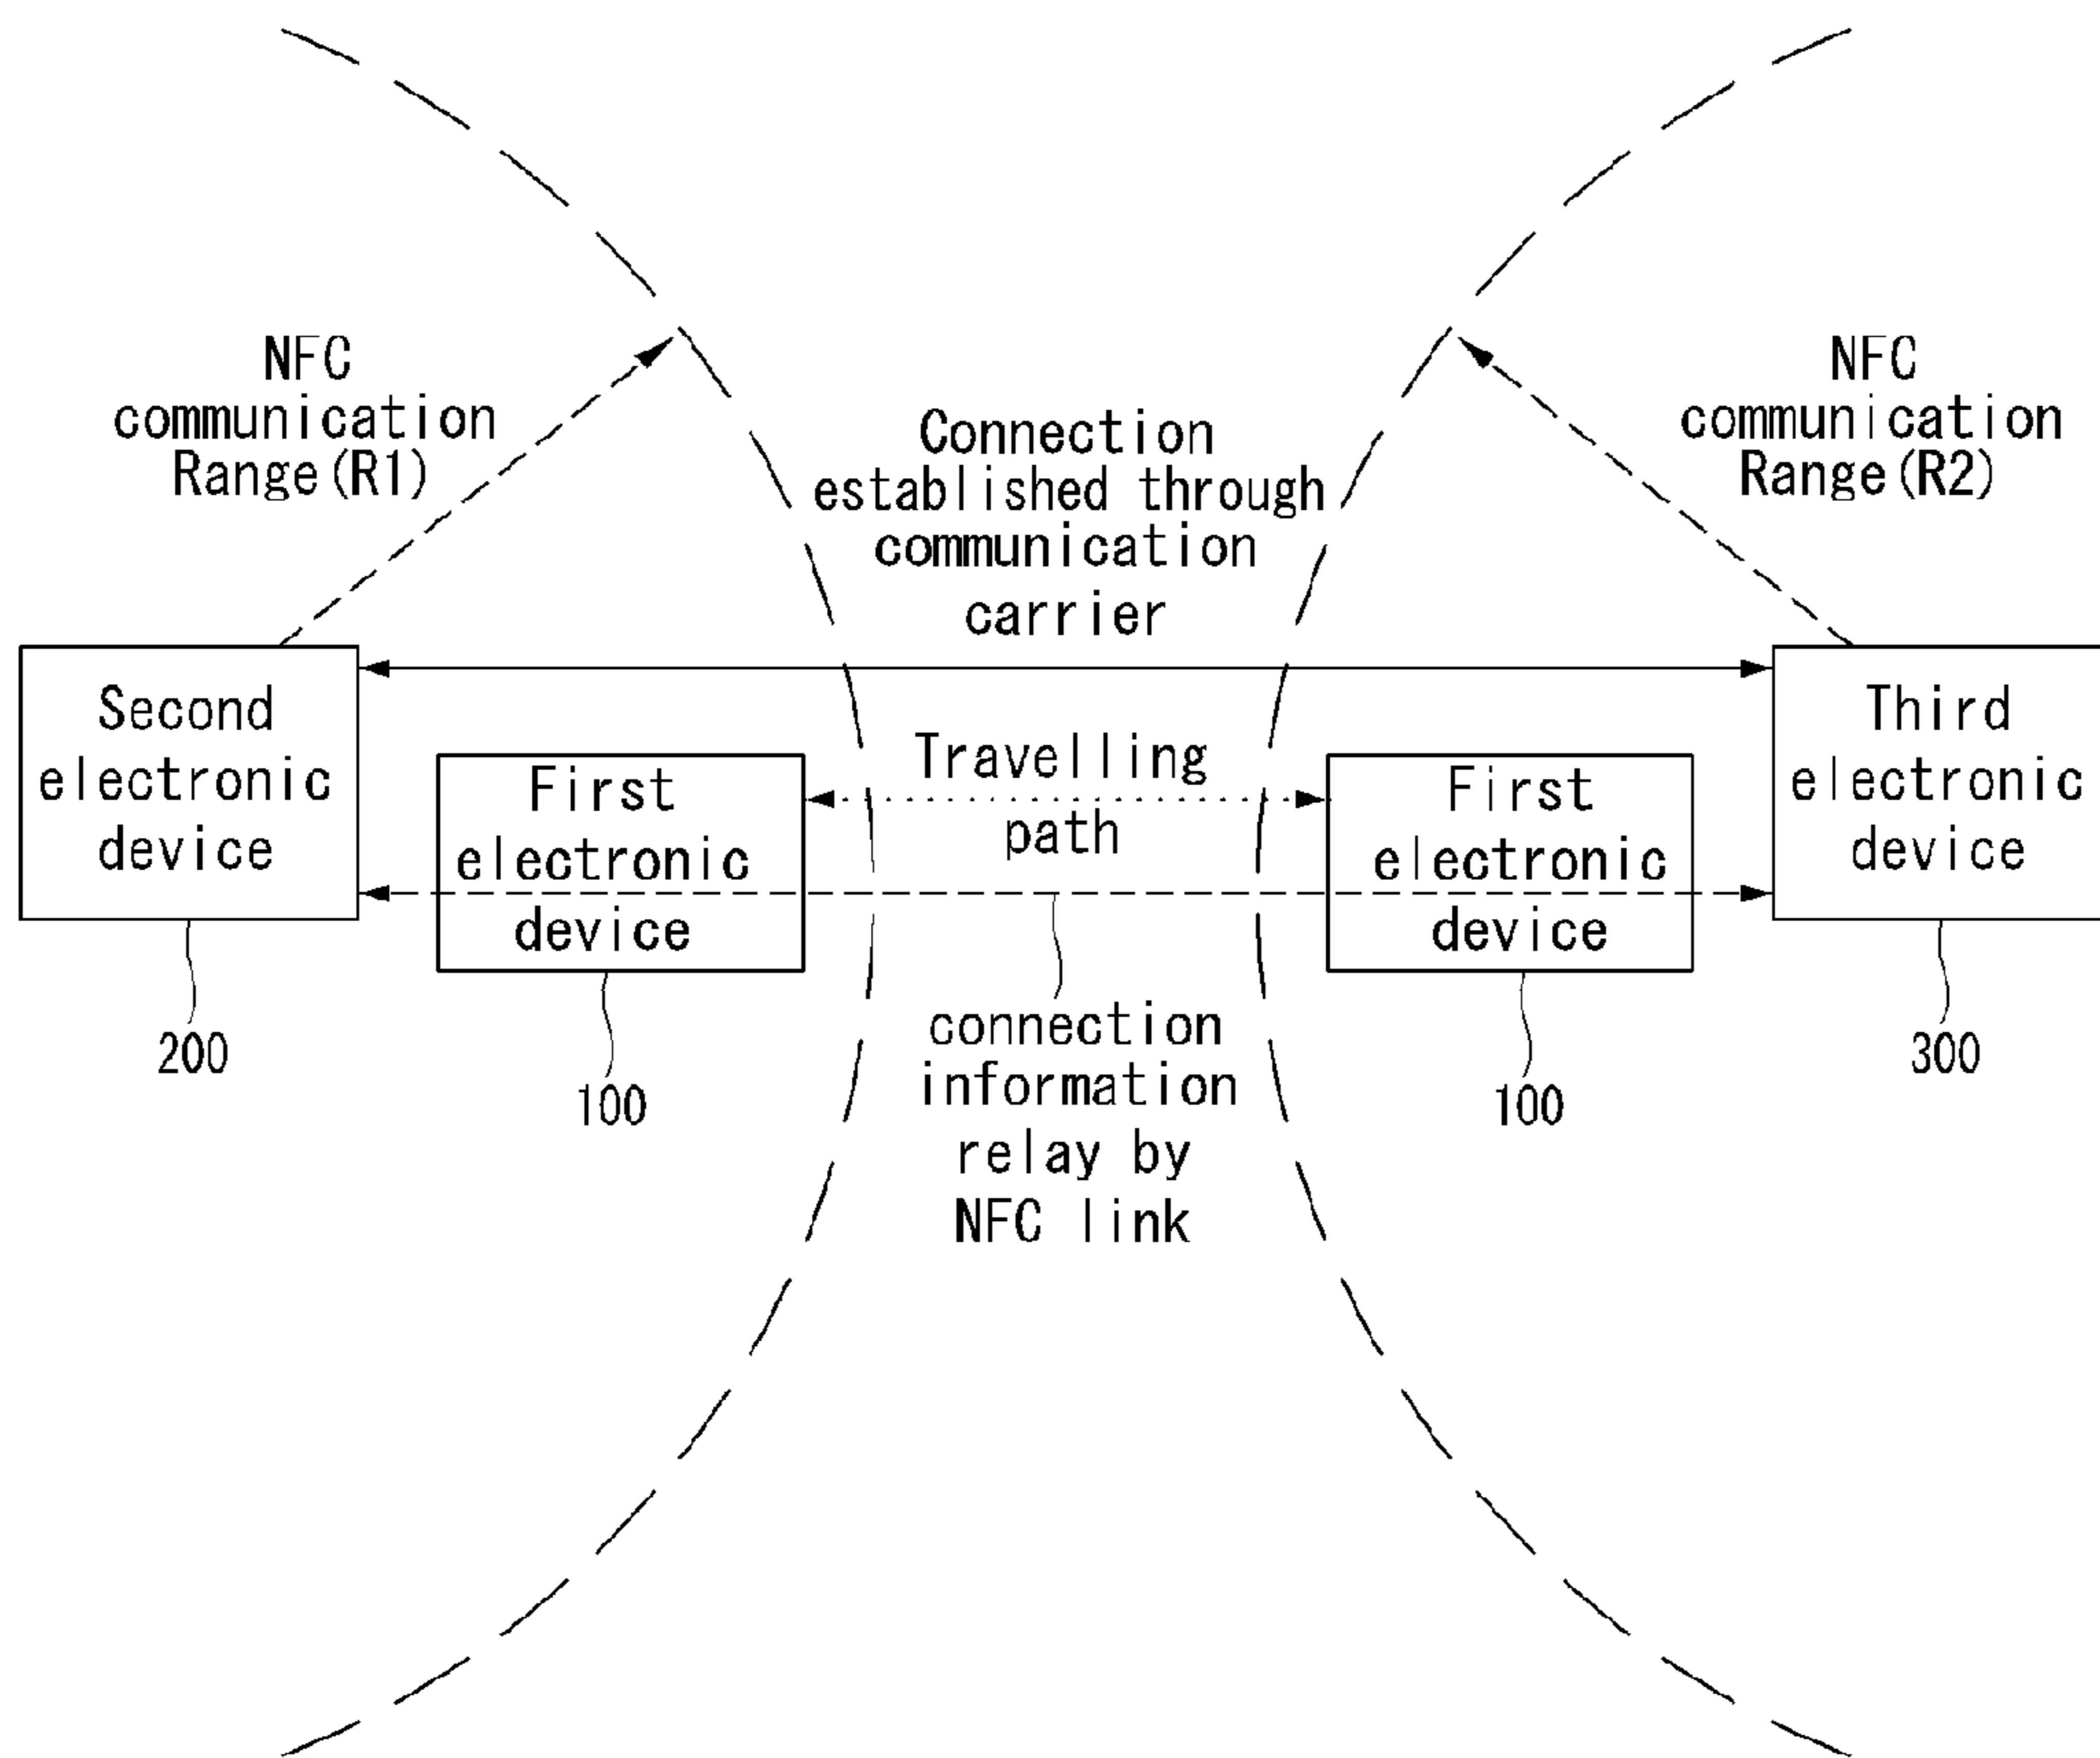 NFC
communication
Range(R1)
NFC
communication
Range(R2)
Connection
established through
communication
carrier
Second
electronic
device
First
electronic
device
Travelling
path
First
electronic
device
Third
electronic
device
200
100
connection
information
relay by
NFC link
100
300